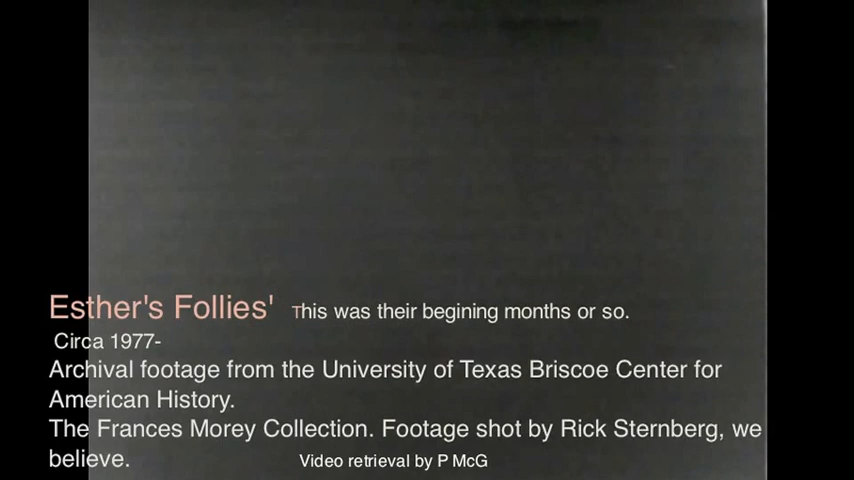 Esther's Follies' This was their begining months or so.
Circa 1977-
Archival footage from the University of Texas Briscoe Center for
American History.
The Frances Morey Collection. Footage shot by Rick Sternberg, we
believe. Video retrieval by P McG